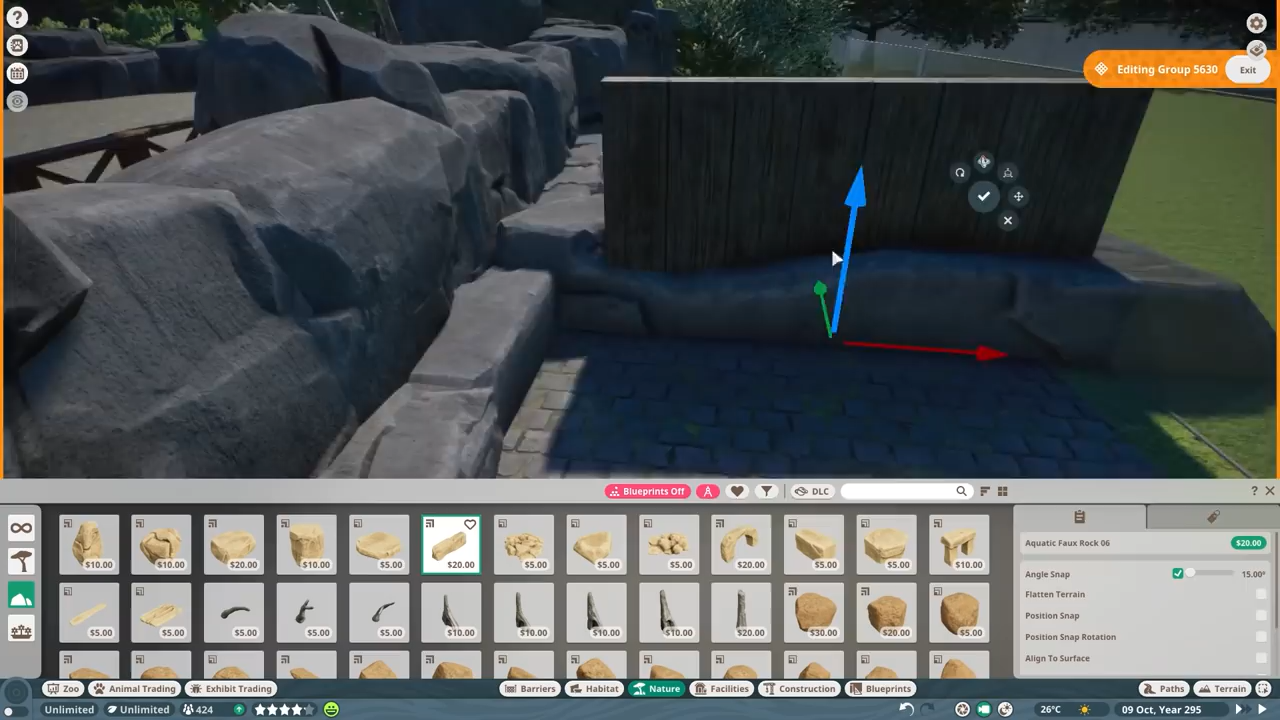 Editing Group 5630
Exit
Blueprints Off
DLC
?
$10.00
$10.00
$20.00
$10.00
$5.00
$20.00
$5.00
$5.00
$5.00
$20.00
$5.00
$5.00
$10.00
$5.00
$5.00
$5.00
$5.00
$5.00
$10.00
$10.00
$10.00
$10.00
$20.00
$30.00
$20.00
$5.00
Aquatic Faux Rock 06
$20.00
Angle Snap
15.00°
Flatten Terrain
Position Snap
Position Snap Rotation
Align To Surface
Zoo
Animal Trading
Exhibit Trading
Barriers
Habitat
Nature
Facilities
Construction
Blueprints
Paths
Terrain
Unlimited
Unlimited
424
26°C
09 Oct, Year 295